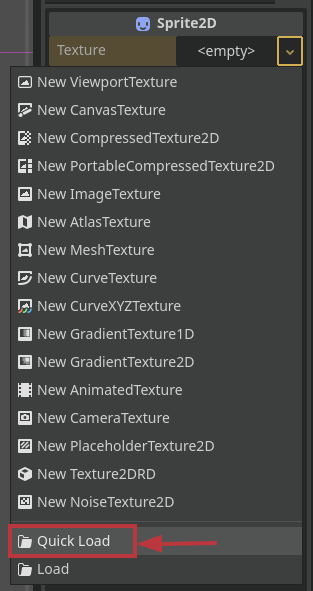 Sprite2D
Texture <empty>
New ViewportTexture
New CanvasTexture
New CompressedTexture2D
New PortableCompressedTexture2D
New ImageTexture
New AtlasTexture
New MeshTexture
New CurveTexture
New CurveXYZTexture
New GradientTexture1D
New GradientTexture2D
New AnimatedTexture
New CameraTexture
New PlaceholderTexture2D
New Texture2DRD
New NoiseTexture2D
Quick Load
Load